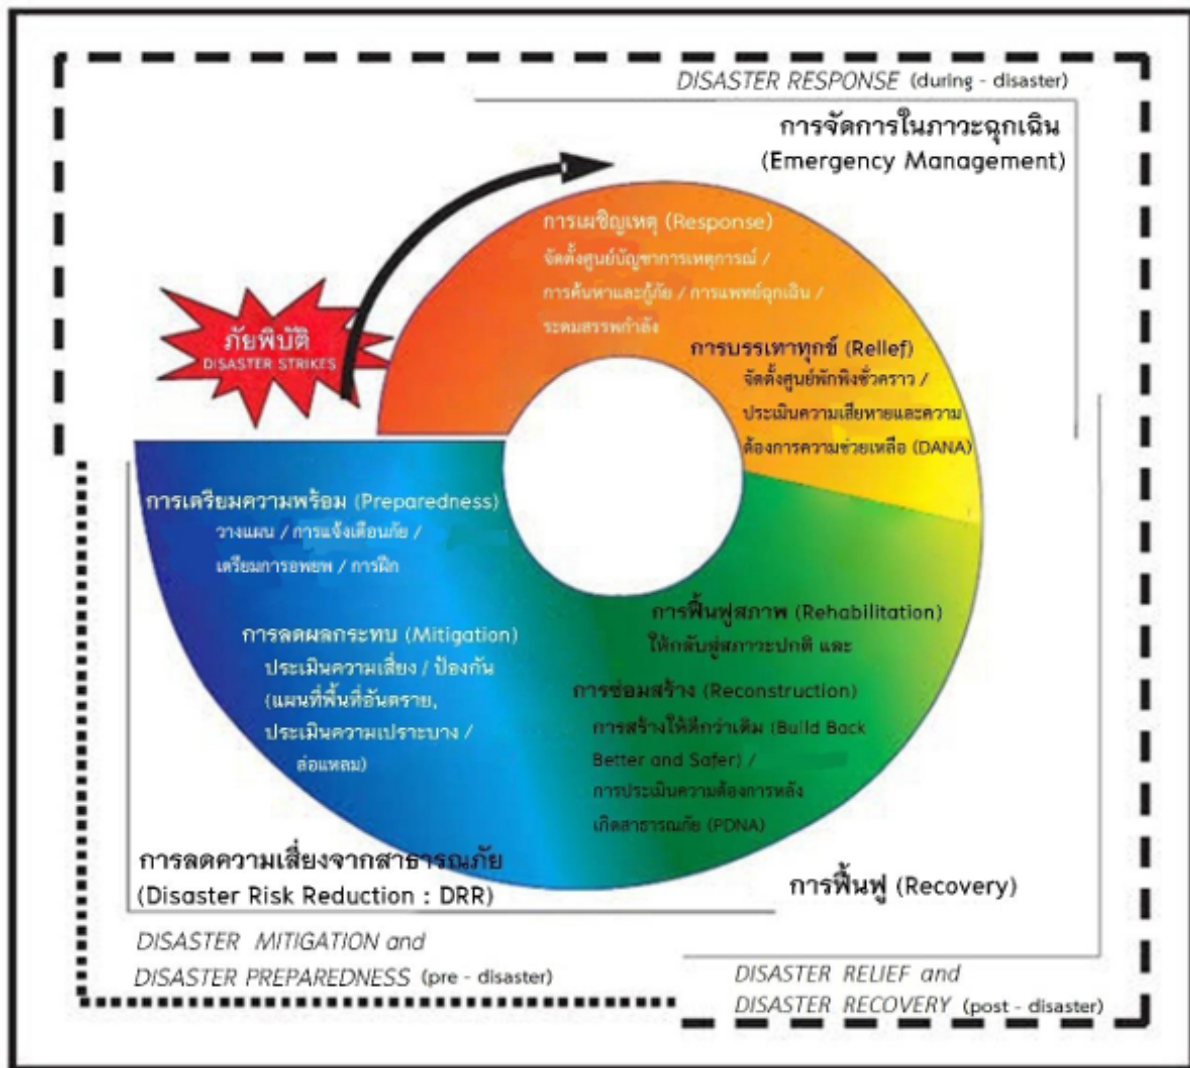 DISASTER RESPONSE (during - disaster)
การจัดการในภาวะฉุกเฉิน
(Emergency Management)
การเผชิญเหตุ (Response)
จัดตั้งศูนย์บัญชาการเหตุการณ์ /
การค้นหาและกู้ภัย / การแพทย์ฉุกเฉิน /
ระดมสรรพกำลัง
ภัยพิบัติ
DISASTER STRIKES
การบรรเทาทุกข์ (Relief)
จัดตั้งศูนย์พักพิงชั่วคราว /
ประเมินความเสียหายและความ
ต้องการความช่วยเหลือ (DANA)
การเตรียมความพร้อม (Preparedness)
วางแผน / การแจ้งเตือนภัย /
เตรียมการอพยพ / การฝึก
การลดผลกระทบ (Mitigation)
ประเมินความเสี่ยง / ป้องกัน
(แผนที่พื้นที่อันตราย,
ประเมินความเปราะบาง /
ล่อแหลม)
การฟื้นฟูสภาพ (Rehabilitation)
ให้กลับสู่สภาวะปกติ และ
การซ่อมสร้าง (Reconstruction)
การสร้างให้ดีกว่าเดิม (Build Back
Better and Safer) /
การประเมินความต้องการหลัง
เกิดสาธารณภัย (PDNA)
การลดความเสี่ยงจากสาธารณภัย
(Disaster Risk Reduction : DRR)
การฟื้นฟู (Recovery)
DISASTER MITIGATION and
DISASTER PREPAREDNESS (pre - disaster)
DISASTER RELIEF and
DISASTER RECOVERY (post - disaster)